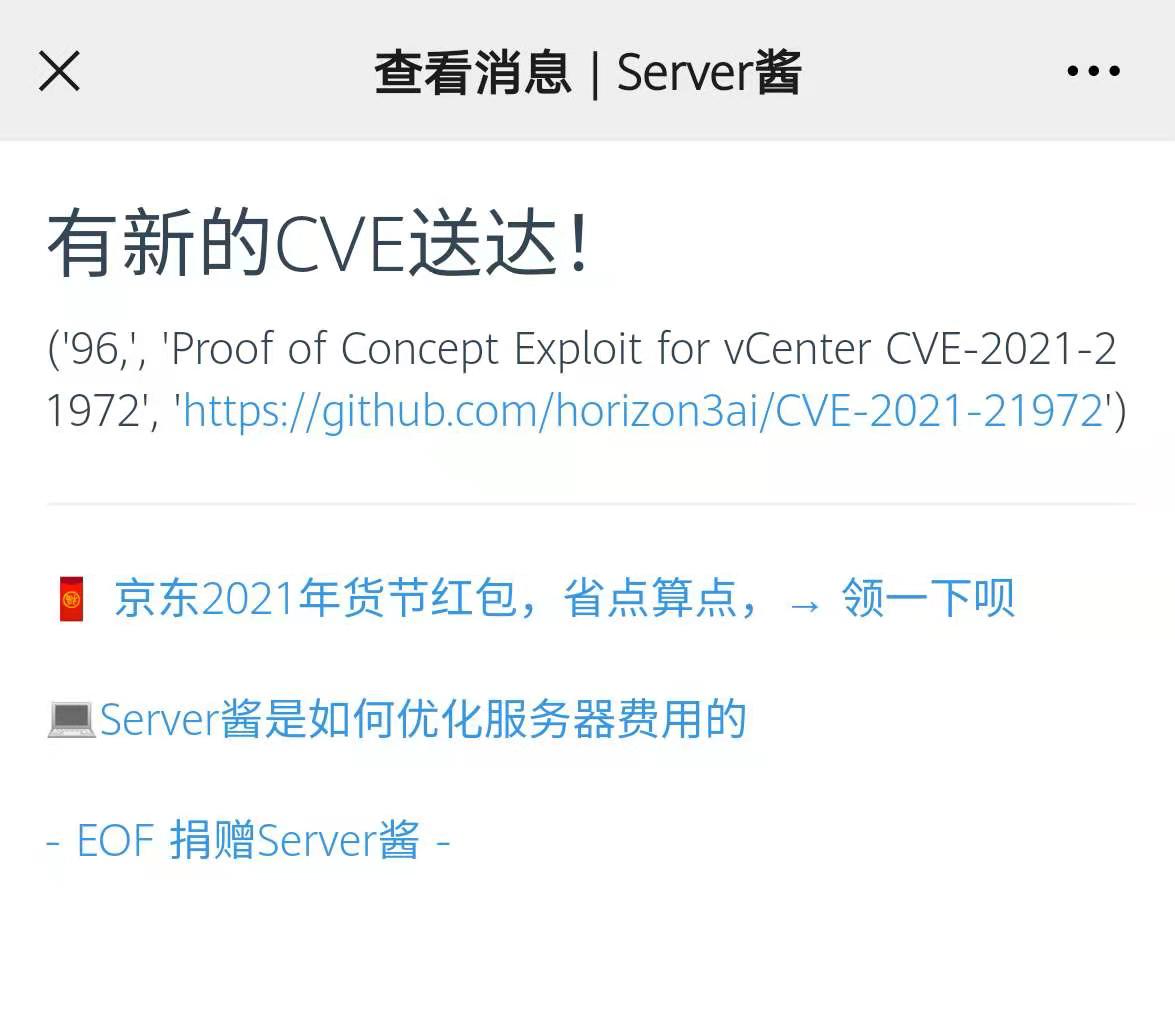 查看消息 | Server酱
有新的CVE送达！
('96,', 'Proof of Concept Exploit for vCenter CVE-2021-2
1972', 'https://github.com/horizon3ai/CVE-2021-21972')
京东2021年货节红包，省点算点，→ 领一下呗
Server酱是如何优化服务器费用的
- EOF 捐赠Server酱 -